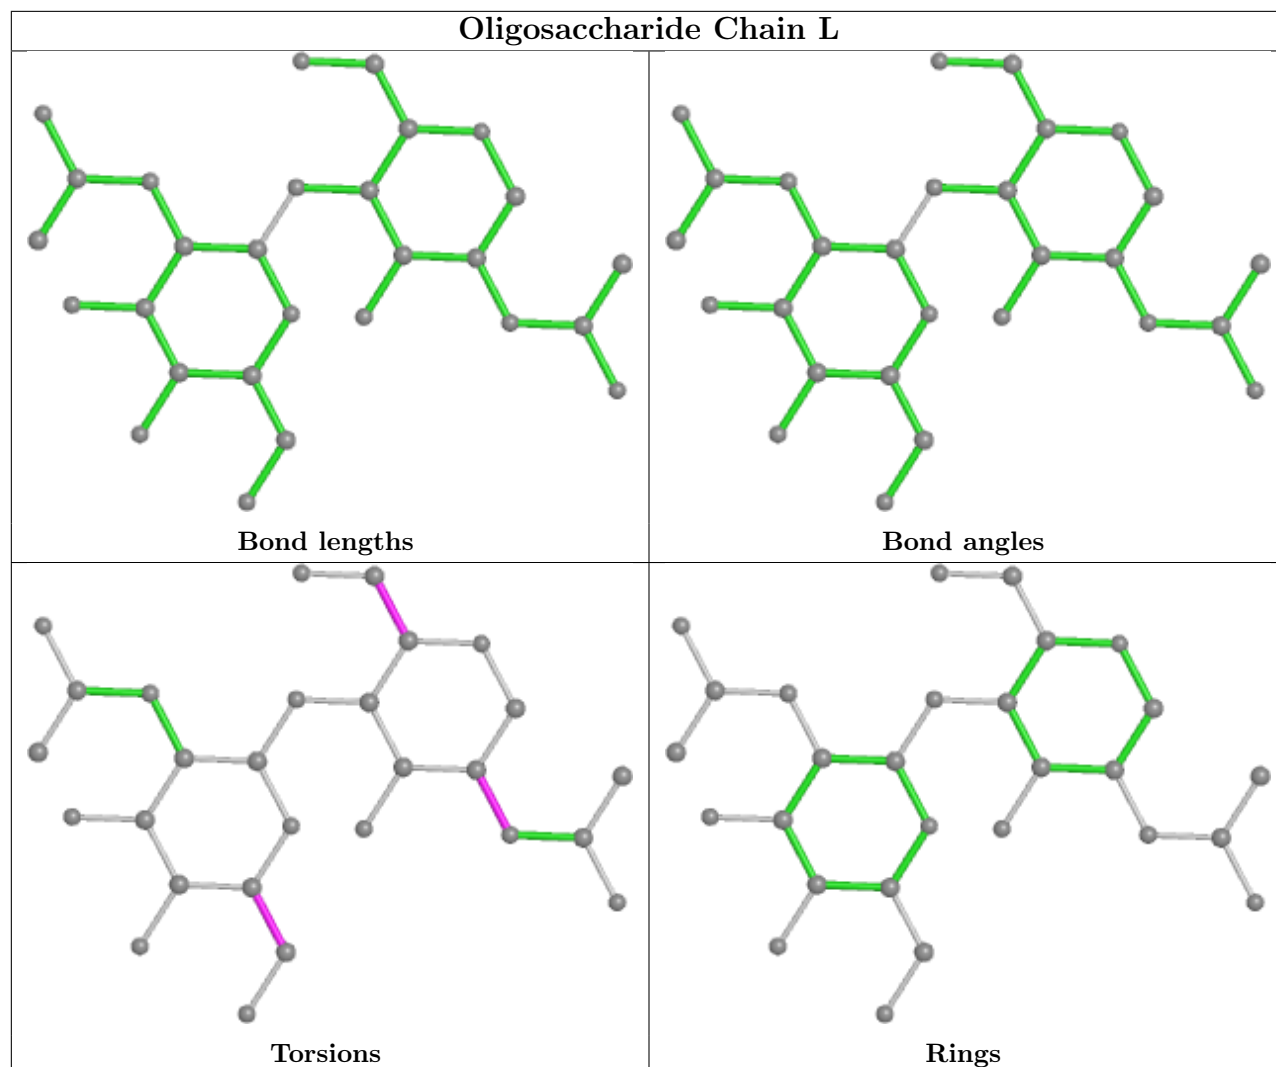 Oligosaccharide Chain L
Bond lengths
Bond angles
Torsions
Rings